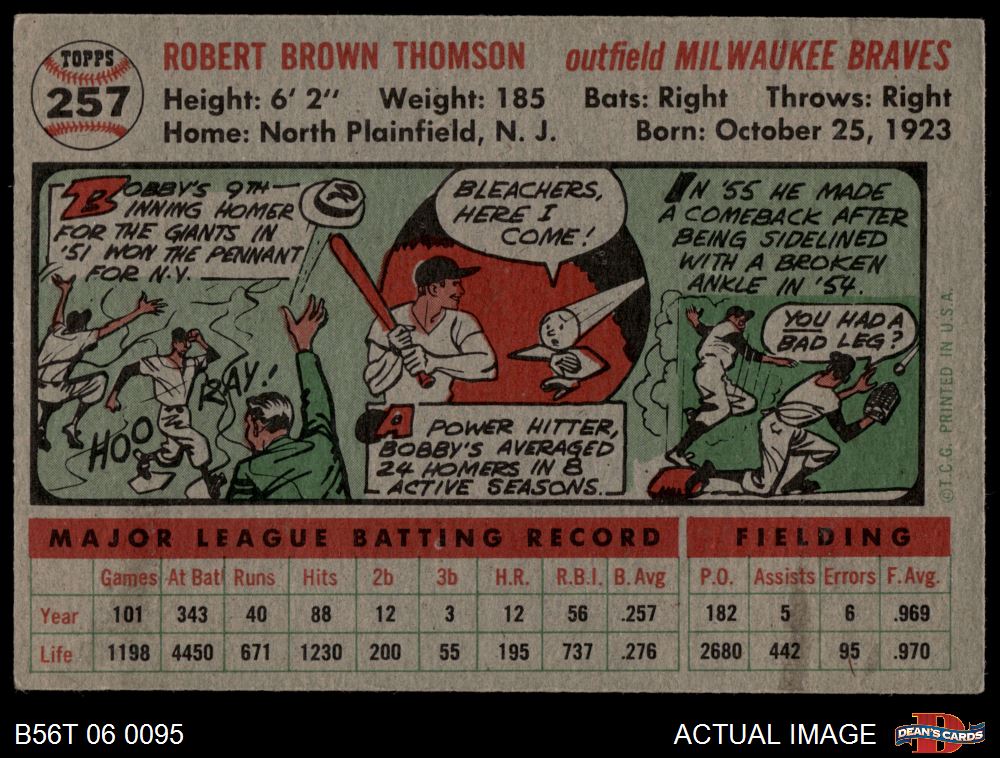 TOPPS
257
ROBERT BROWN THOMSON outfield MILWAUKEE BRAVES
Height: 6' 2" Weight: 185 Bats: Right Throws: Right
Home: North Plainfield, N. J. Born: October 25, 1923
BOBBY'S 9TH
INNING HOMER
FOR THE GIANTS IN
'51 WON THE PENNANT
FOR N.Y.
HOO
RAY!
BLEACHERS,
HERE I
COME!
A POWER HITTER,
BOBBY'S AVERAGED
24 HOMERS IN 8
ACTIVE SEASONS.
IN '55 HE MADE
A COMEBACK AFTER
BEING SIDELINED
WITH A BROKEN
ANKLE IN '54.
YOU HAD A
BAD LEG?
©T.C.G. PRINTED IN U.S.A.
MAJOR LEAGUE BATTING RECORD FIELDING
Games At Bat Runs Hits 2b 3b H.R. R.B.I. B. Avg P.O. Assists Errors F. Avg.
Year 101 343 40 88 12 3 12 56 .257 182 5 6 .969
Life 1198 4450 671 1230 200 55 195 737 .276 2680 442 95 .970
B56T 06 0095 ACTUAL IMAGE DEAN'S CARDS